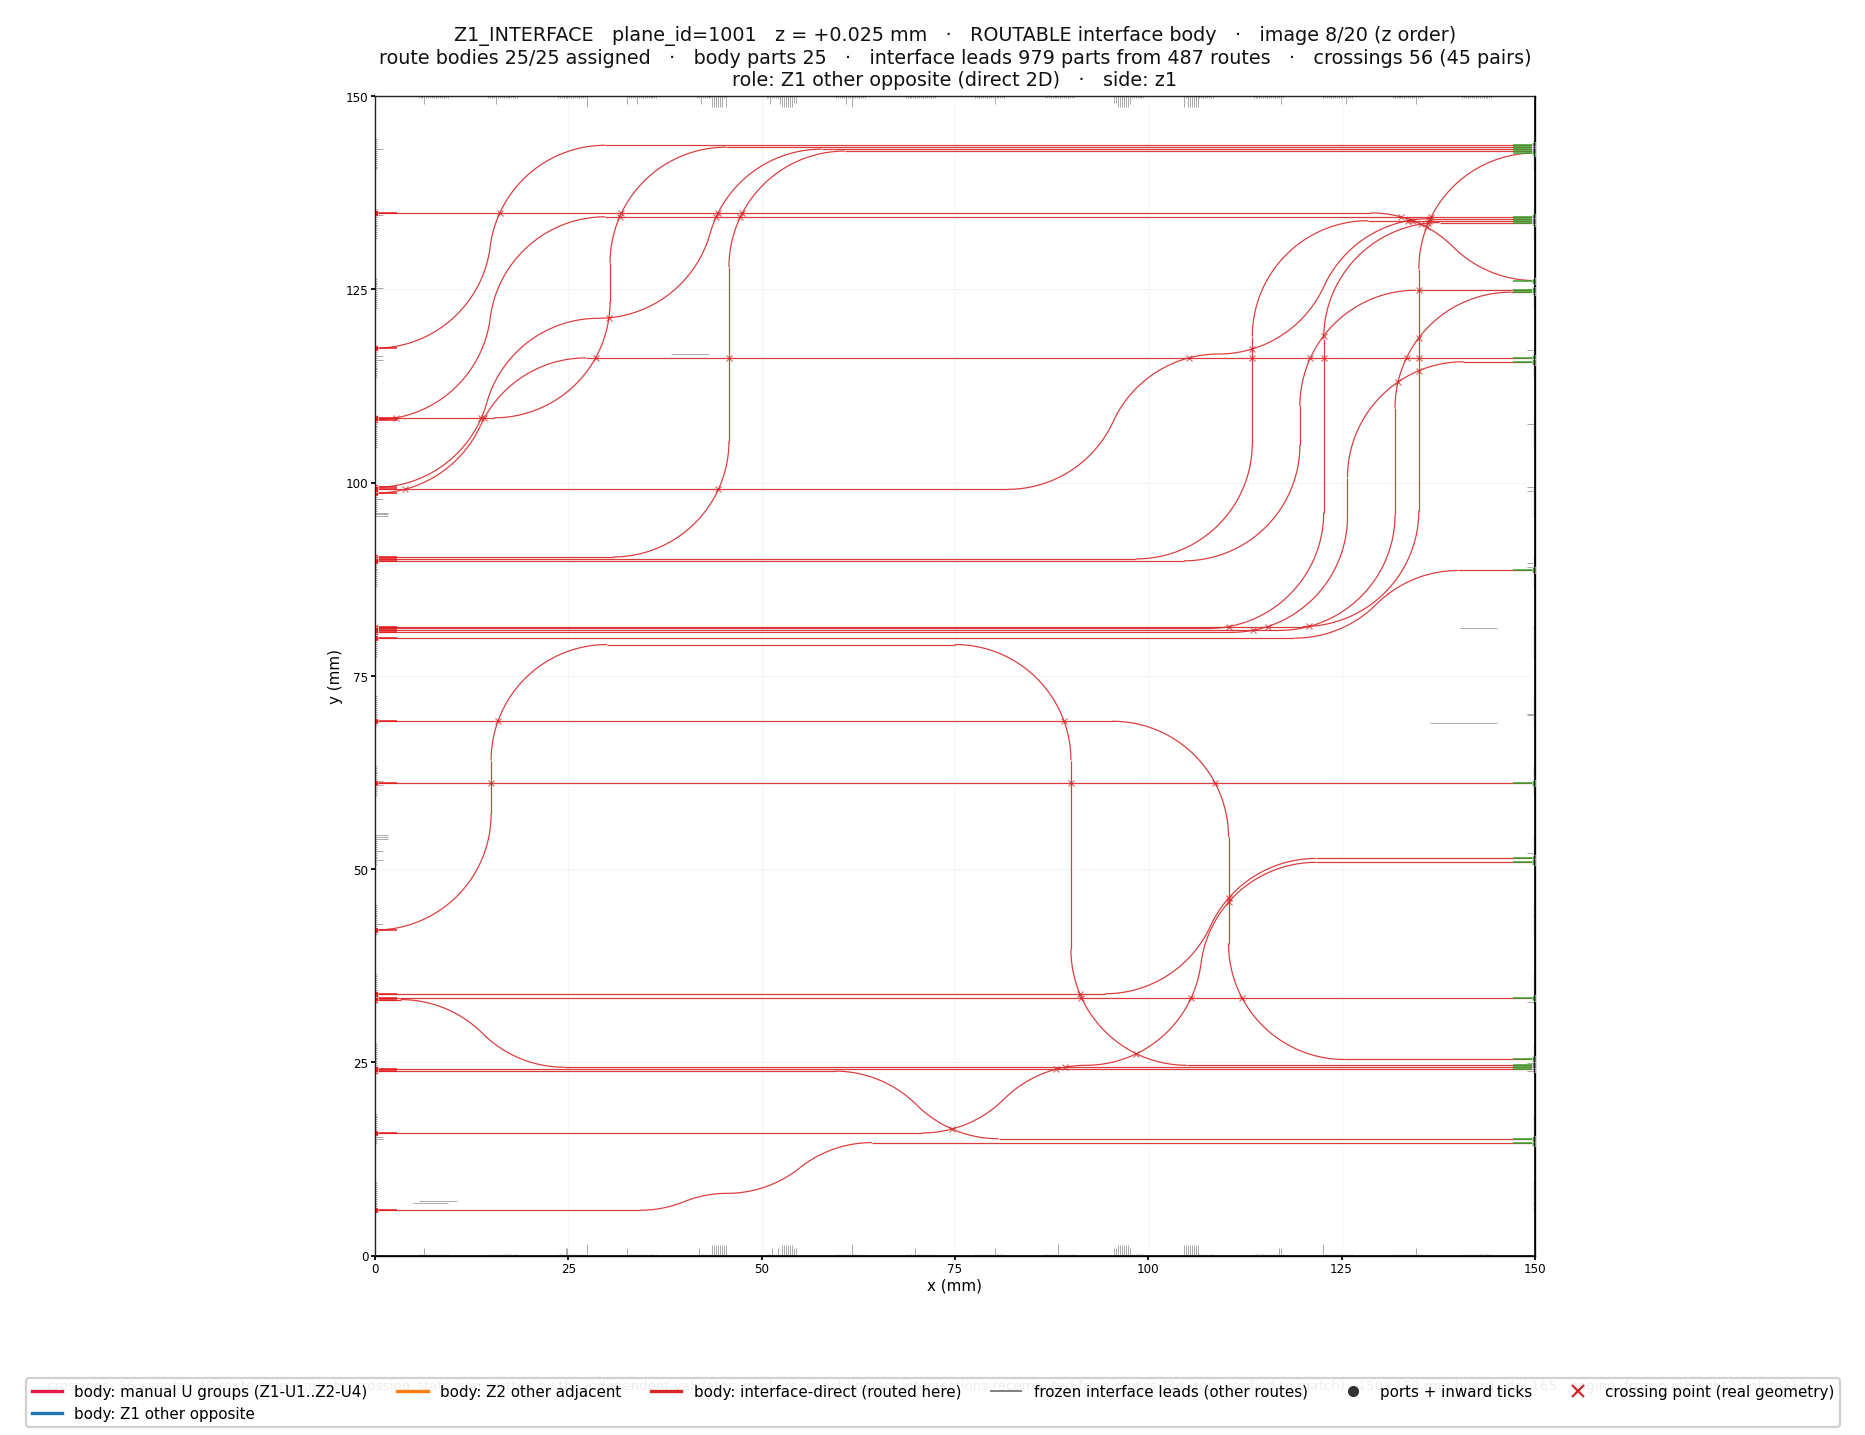 Z1_INTERFACE plane_id=1001 z = +0.025 mm · ROUTABLE interface body · image 8/20 (z order)
route bodies 25/25 assigned · body parts 25 · interface leads 979 parts from 487 routes · crossings 56 (45 pairs)
role: Z1 other opposite (direct 2D) · side: z1
150
125
100
75
50
25
0
y (mm)
0 25 50 75 100 125 150
x (mm)
body: manual U groups (Z1-U1..Z2-U4)
body: Z1 other opposite
body: Z2 other adjacent
body: interface-direct (routed here)
frozen interface leads (other routes)
ports + inward ticks
crossing point (real geometry)